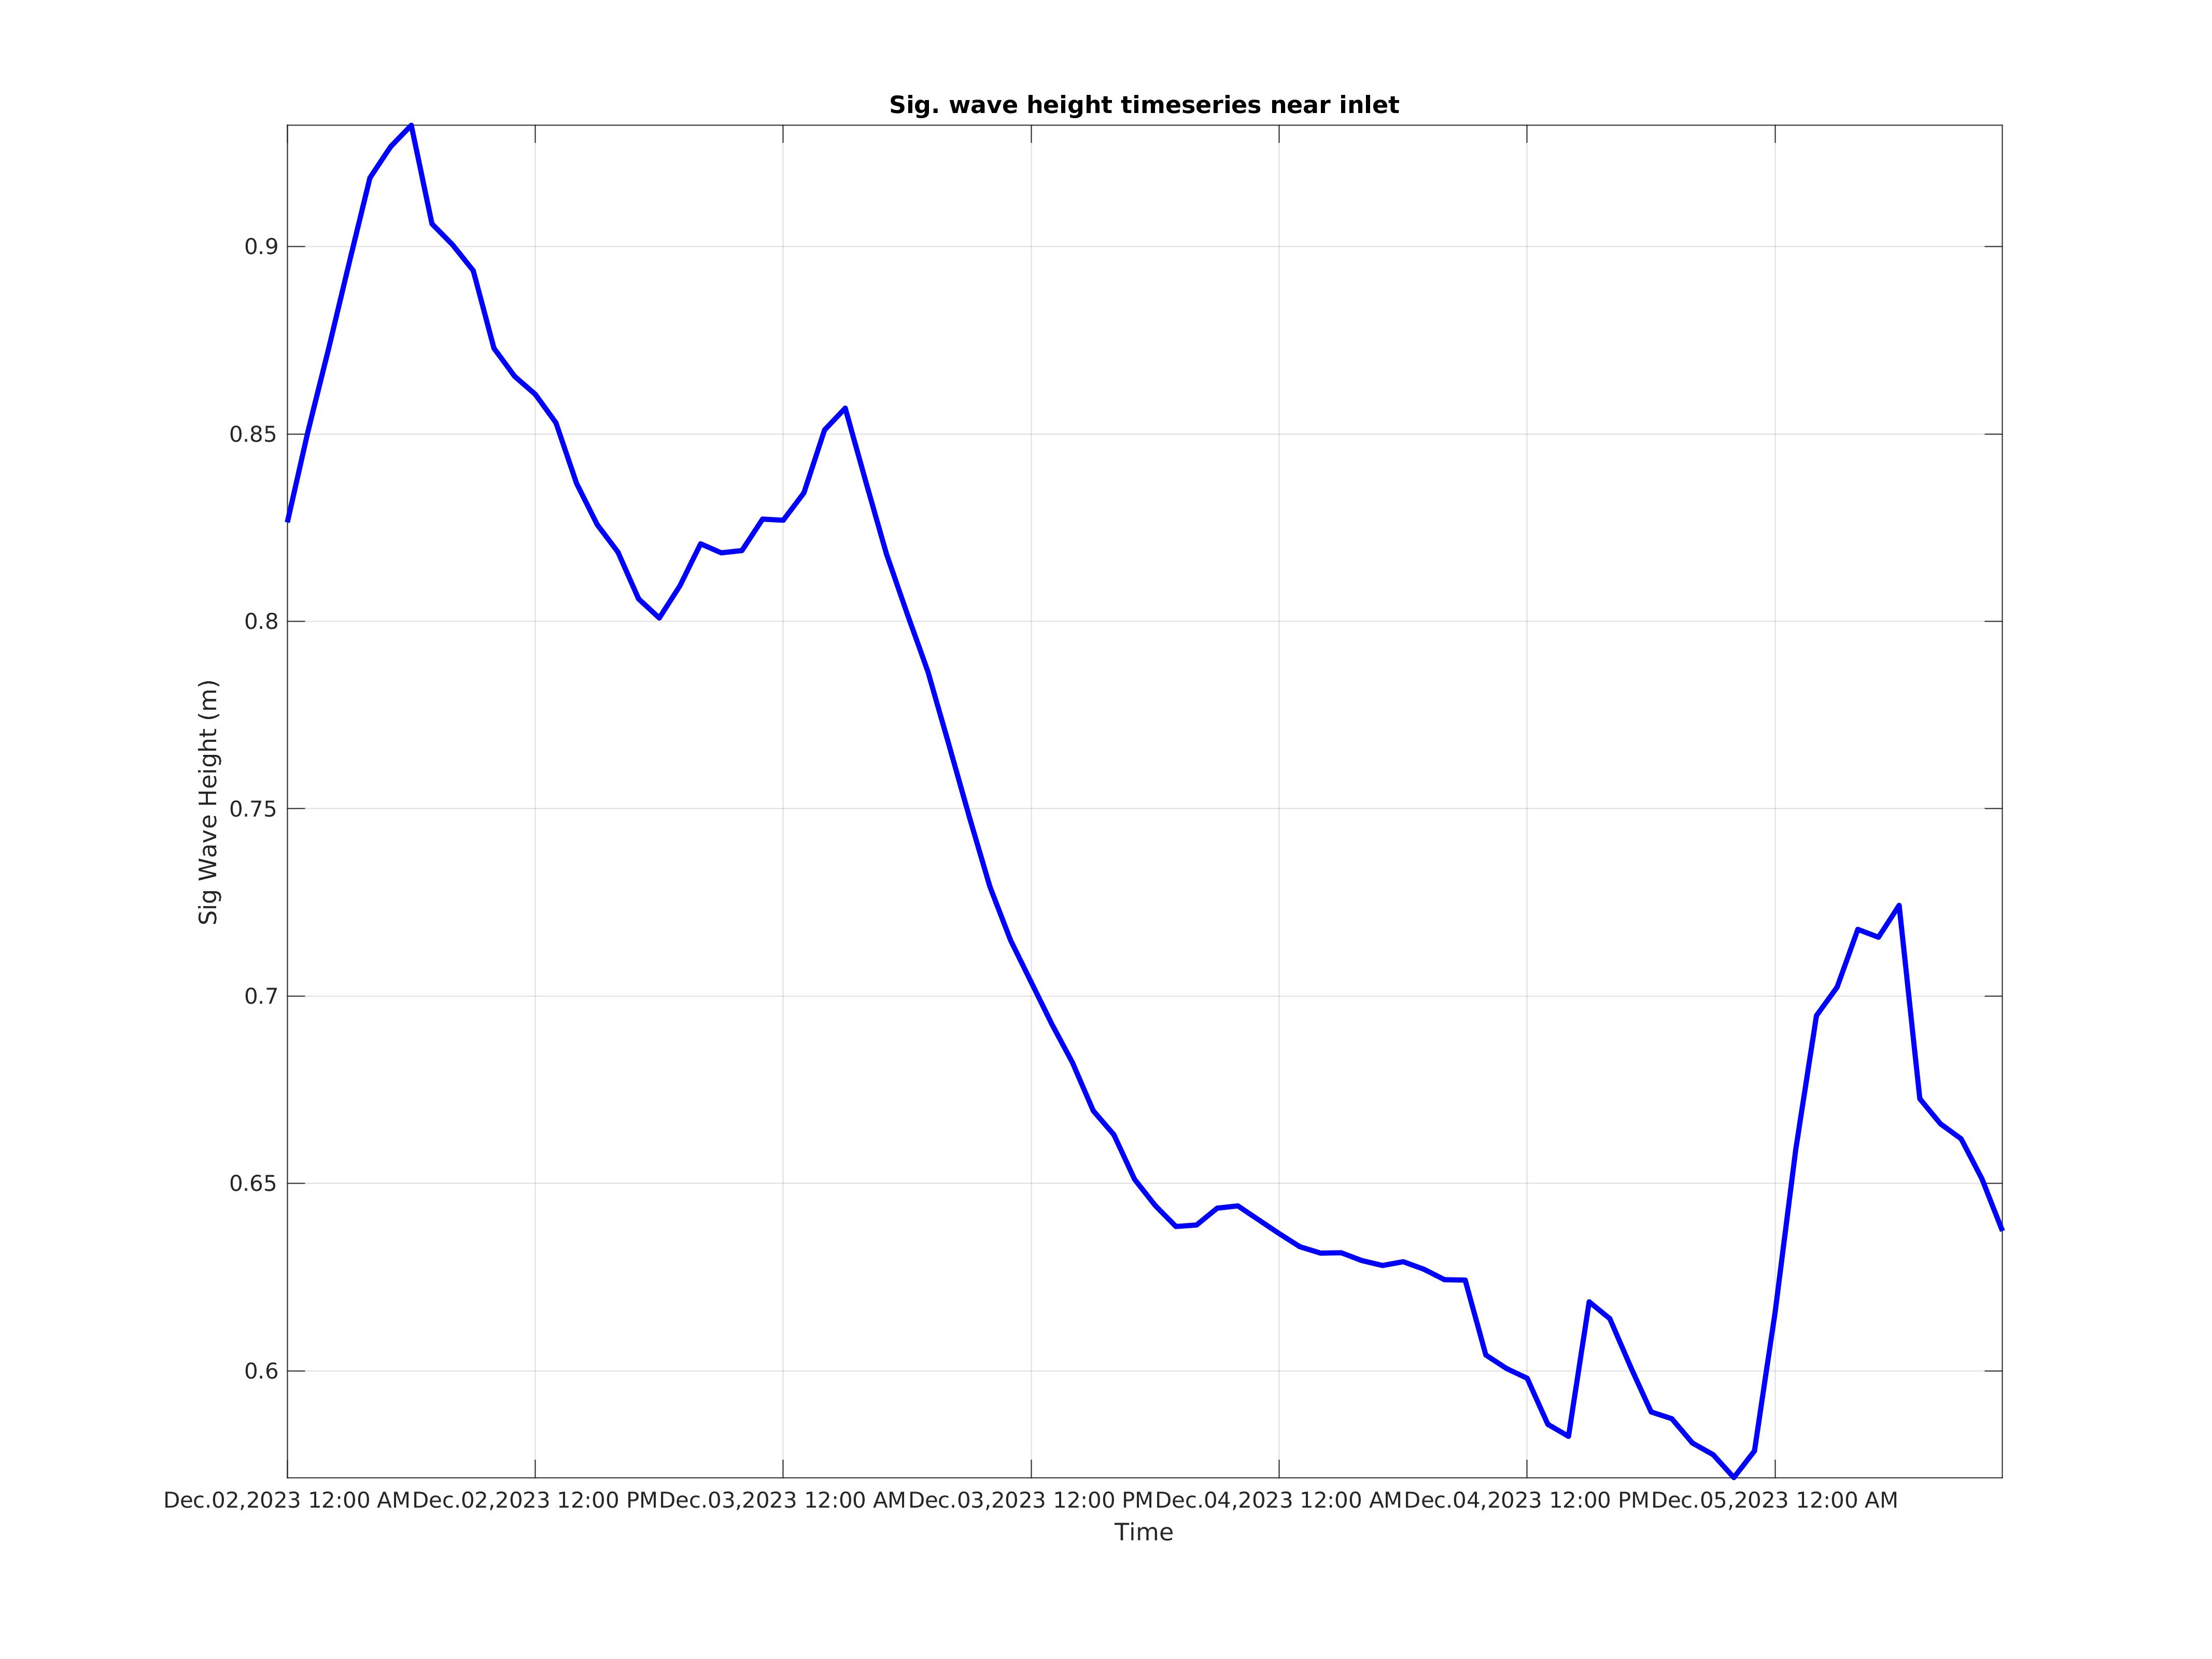 Sig. wave height timeseries near inlet
0.9
0.85
0.8
0.75
0.7
0.65
0.6
Sig Wave Height (m)
Dec.02,2023 12:00 AM Dec.02,2023 12:00 PM Dec.03,2023 12:00 AM Dec.03,2023 12:00 PM Dec.04,2023 12:00 AM Dec.04,2023 12:00 PM Dec.05,2023 12:00 AM
Time